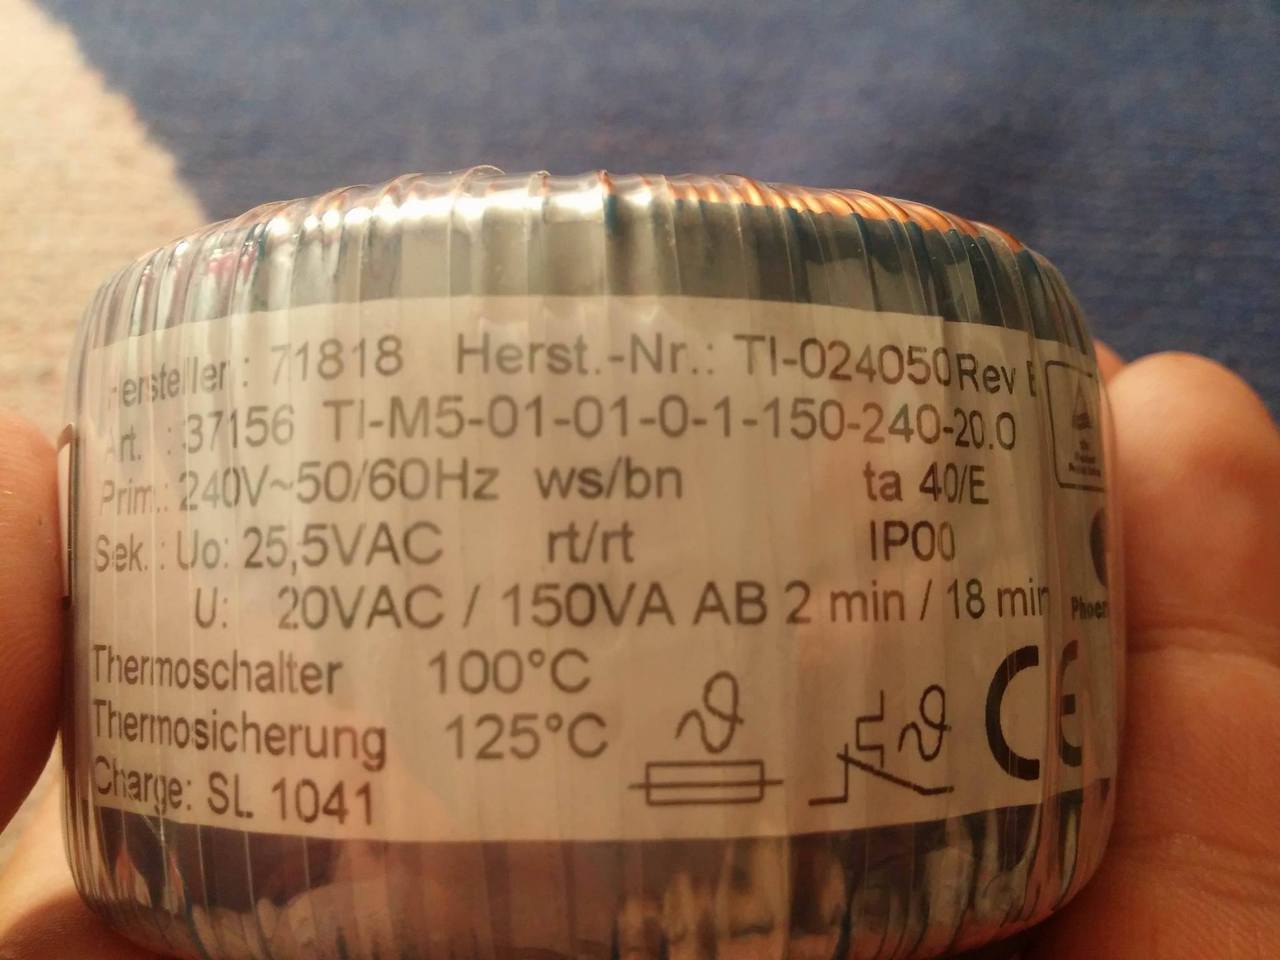 Hersteller : 71818 Herst.-Nr.: TI-024050 Rev E
Art. : 37156 TI-M5-01-01-0-1-150-240-20.0
Prim.: 240V~50/60Hz ws/bn ta 40/E
Sek. : Uo: 25,5VAC rt/rt IP00
U: 20VAC / 150VA AB 2 min / 18 min
Thermoschalter 100°C
Thermosicherung 125°C
Charge: SL 1041
CE